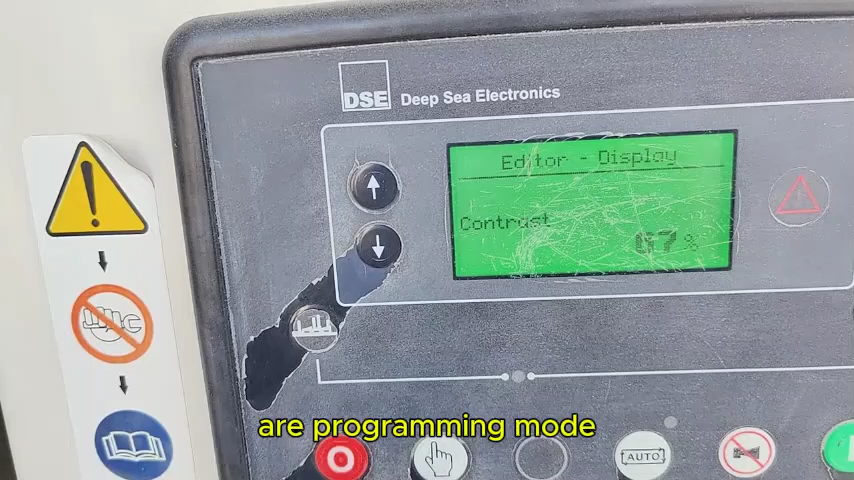 DSE Deep Sea Electronics
Editor - Display
Contrast
67 %
AUTO
are programming mode